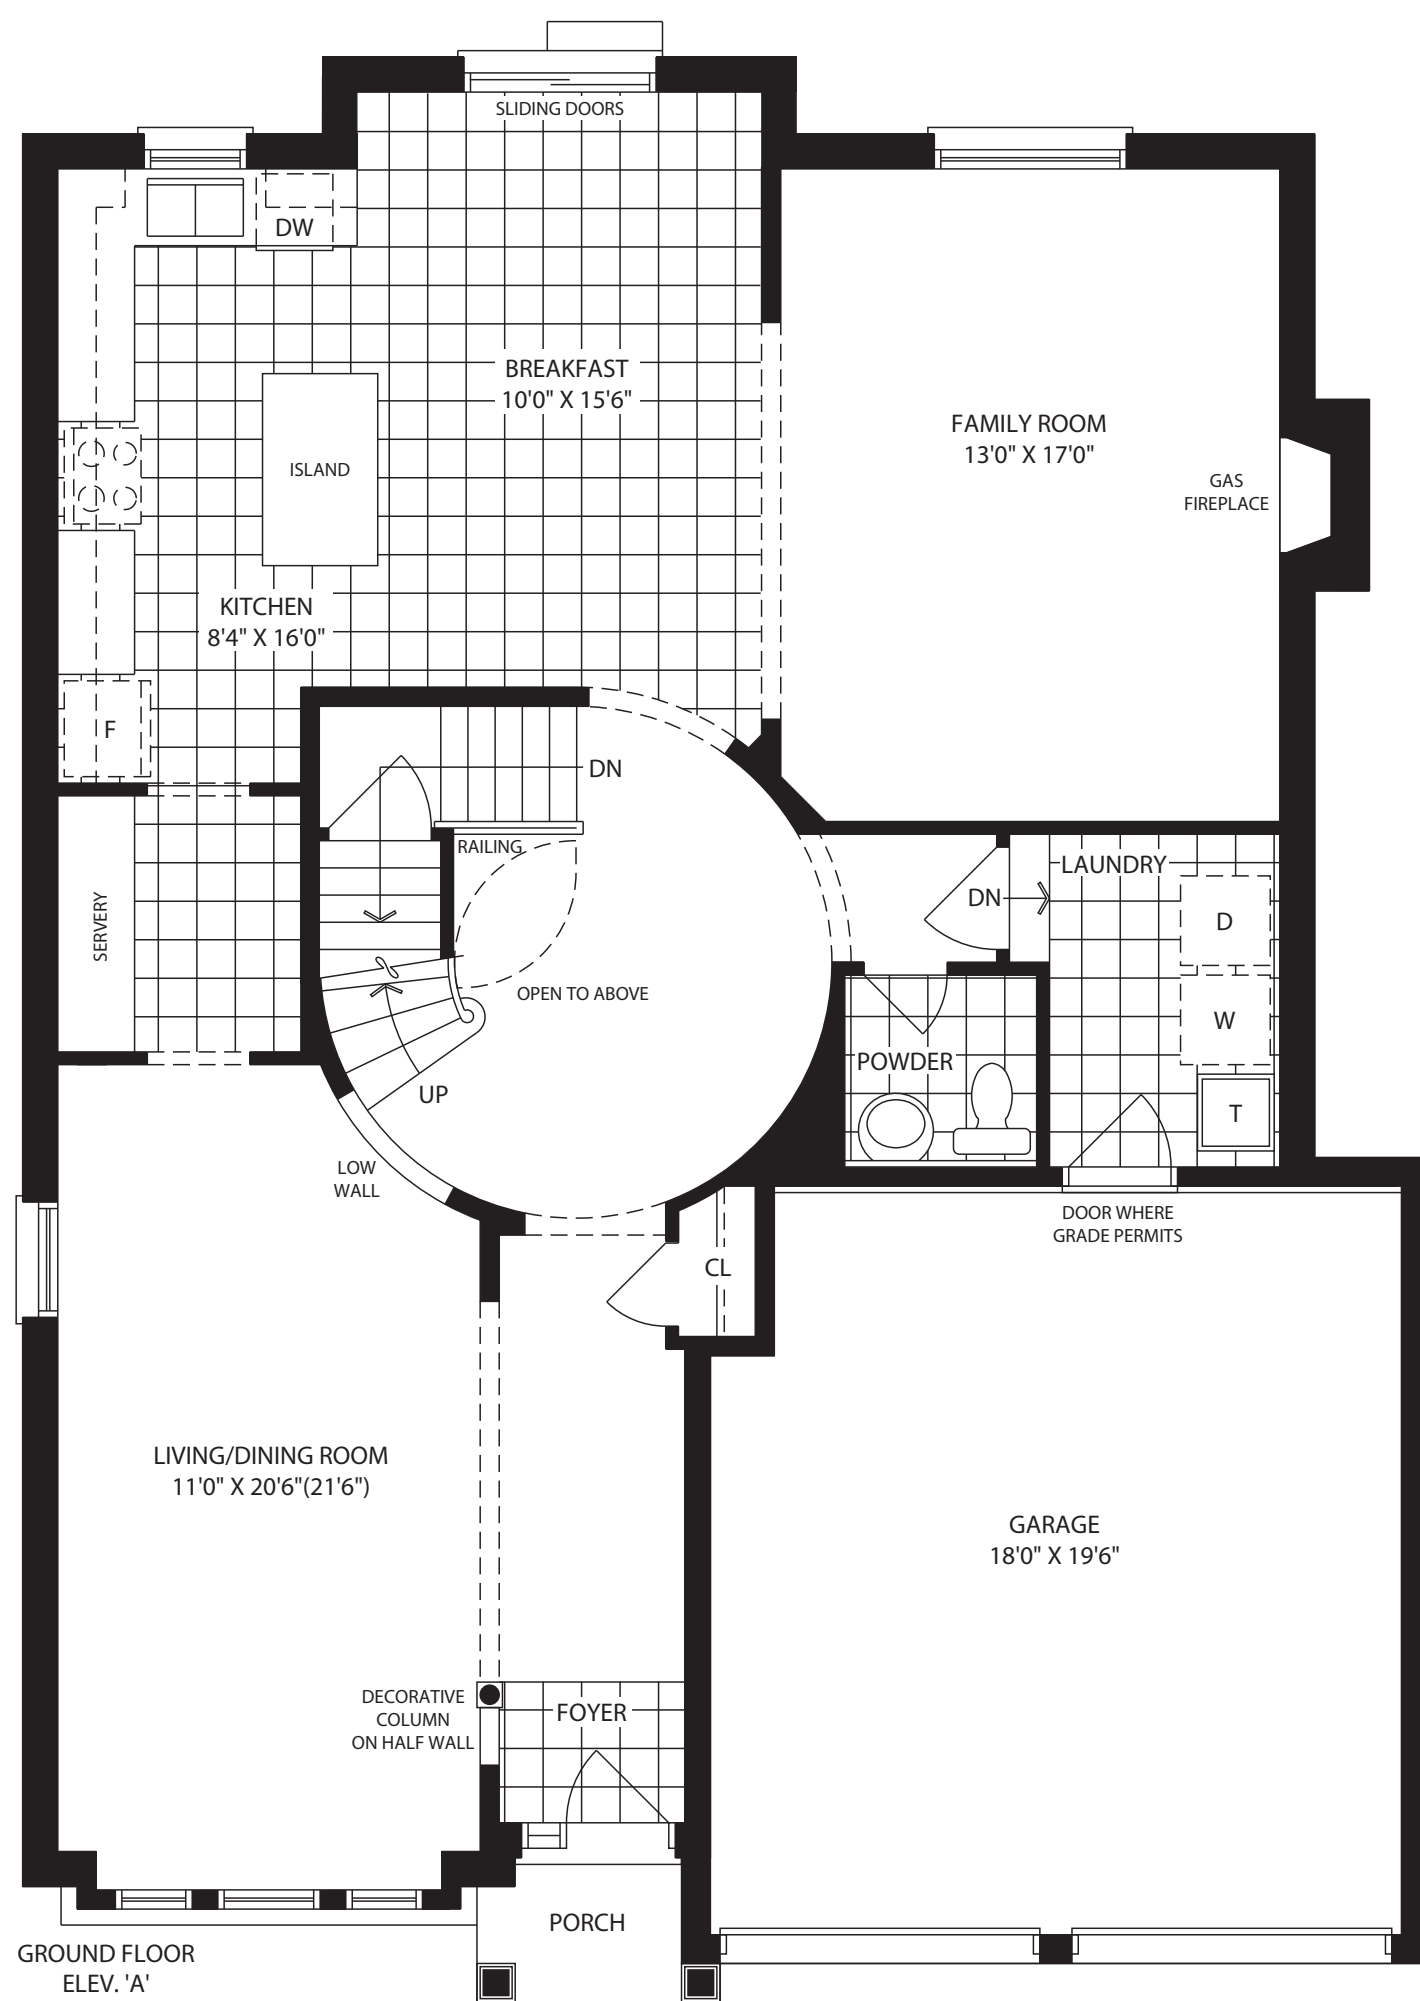 SLIDING DOORS
DW
BREAKFAST
10'0" X 15'6"
FAMILY ROOM
13'0" X 17'0"
ISLAND
GAS
FIREPLACE
KITCHEN
8'4" X 16'0"
F
DN
RAILING
LAUNDRY
DN
D
SERVERY
OPEN TO ABOVE
W
POWDER
UP
T
LOW
WALL
DOOR WHERE
GRADE PERMITS
CL
LIVING/DINING ROOM
11'0" X 20'6"(21'6")
GARAGE
18'0" X 19'6"
DECORATIVE
COLUMN
ON HALF WALL
FOYER
PORCH
GROUND FLOOR
ELEV. 'A'